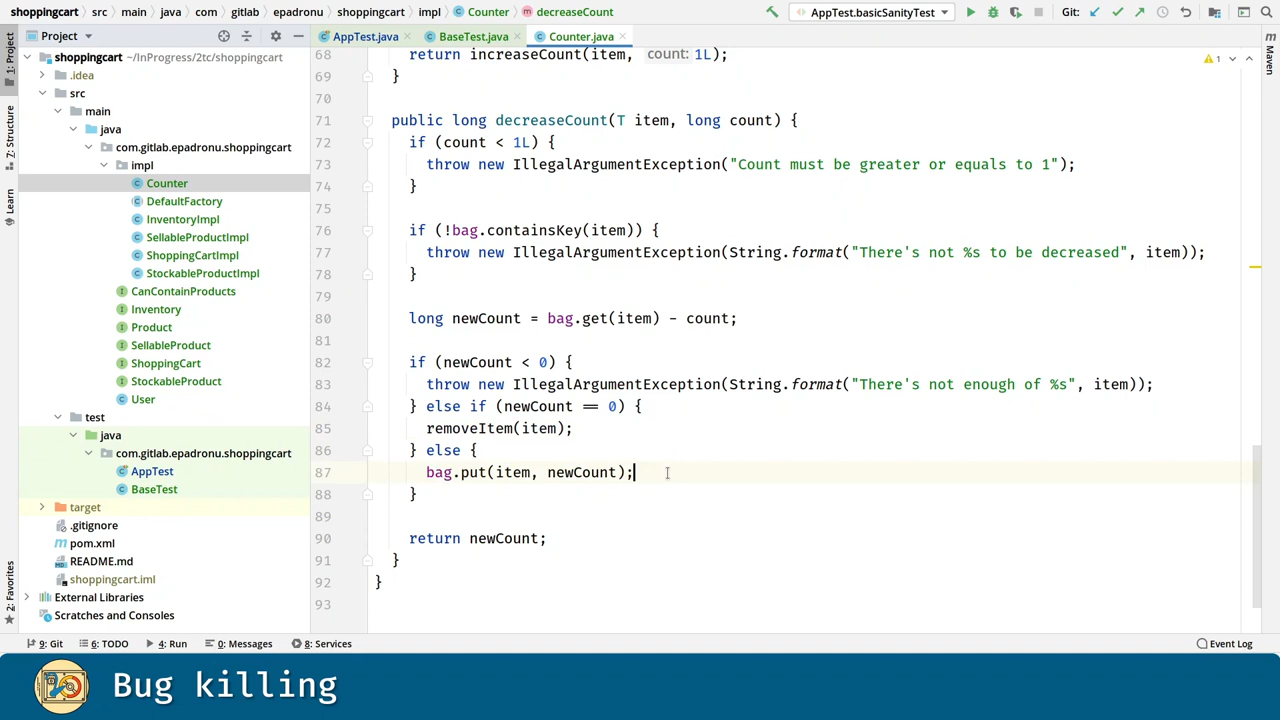 shoppingcart > src > main > java > com > gitlab > epadronu > shoppingcart > impl > Counter > decreaseCount
AppTest.basicSanityTest
Git:
Project
AppTest.java
BaseTest.java
Counter.java
1: Project
7: Structure
Learn
2: Favorites
Maven
shoppingcart ~/InProgress/2tc/shoppingcart
.idea
src
main
java
com.gitlab.epadronu.shoppingcart
impl
Counter
DefaultFactory
InventoryImpl
SellableProductImpl
ShoppingCartImpl
StockableProductImpl
CanContainProducts
Inventory
Product
SellableProduct
ShoppingCart
StockableProduct
User
test
java
com.gitlab.epadronu.shoppingcart
AppTest
BaseTest
target
.gitignore
pom.xml
README.md
shoppingcart.iml
External Libraries
Scratches and Consoles
1
68 return increaseCount(item, count: 1L);
69 }
70
71 public long decreaseCount(T item, long count) {
72 if (count < 1L) {
73 throw new IllegalArgumentException("Count must be greater or equals to 1");
74 }
75
76 if (!bag.containsKey(item)) {
77 throw new IllegalArgumentException(String.format("There's not %s to be decreased", item));
78 }
79
80 long newCount = bag.get(item) - count;
81
82 if (newCount < 0) {
83 throw new IllegalArgumentException(String.format("There's not enough of %s", item));
84 } else if (newCount == 0) {
85 removeItem(item);
86 } else {
87 bag.put(item, newCount);
88 }
89
90 return newCount;
91 }
92 }
93
9: Git
6: TODO
4: Run
0: Messages
8: Services
Event Log
Bug killing